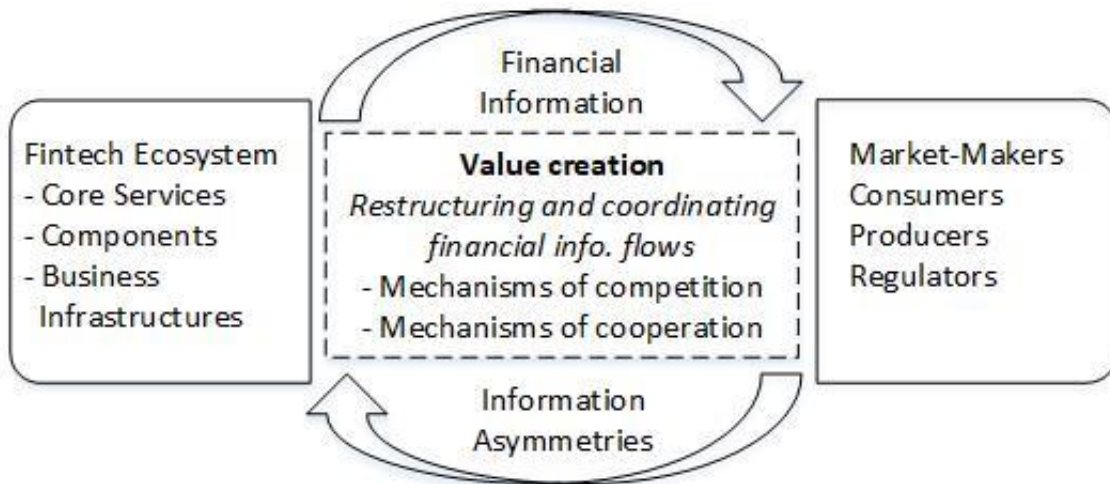 Financial
Information
Fintech Ecosystem
- Core Services
- Components
- Business
Infrastructures
Value creation
Restructuring and coordinating
financial info. flows
- Mechanisms of competition
- Mechanisms of cooperation
Market-Makers
Consumers
Producers
Regulators
Information
Asymmetries